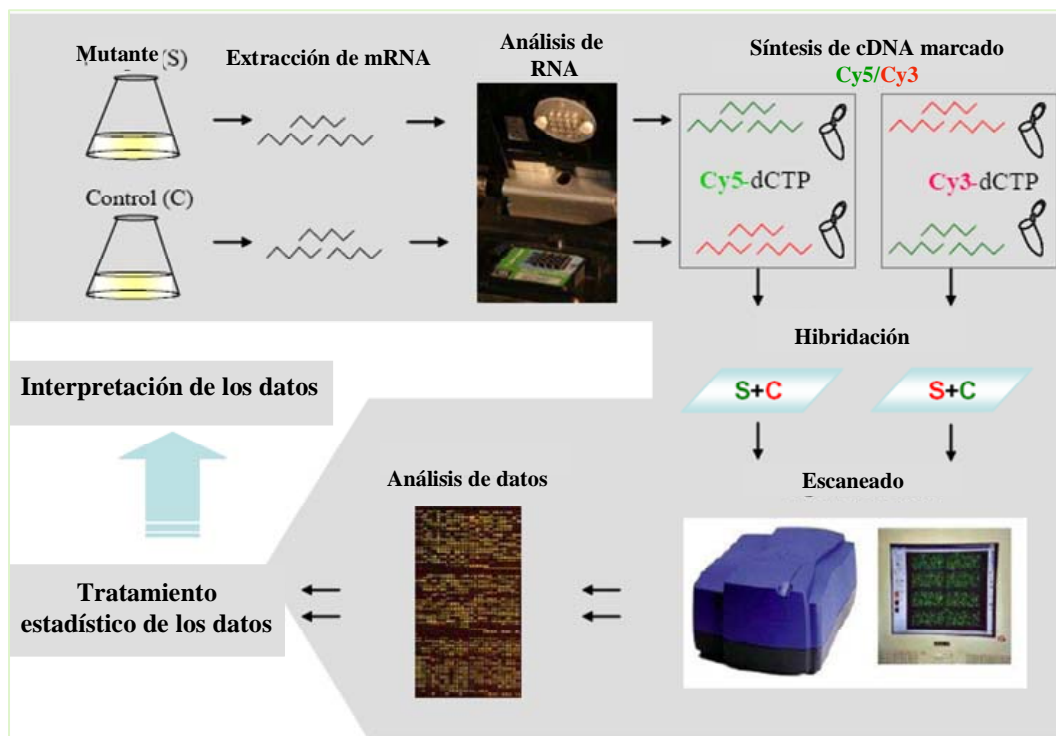 Mutante (S)
Extracción de mRNA
Análisis de
RNA
Síntesis de cDNA marcado
Cy5/Cy3
Cy5-dCTP
Cy3-dCTP
Control (C)
Hibridación
S+C
S+C
Interpretación de los datos
Análisis de datos
Escaneado
Tratamiento
estadístico de los datos